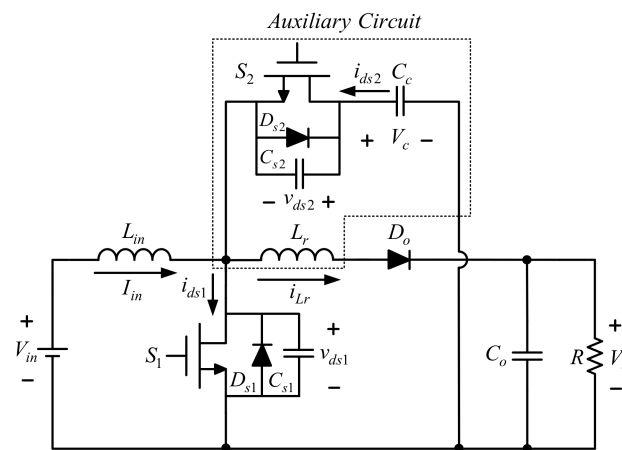 Auxiliary Circuit
S2
ids2 Cc
Ds2
+ Vc −
Cs2
− vds2 +
Lin
Lr
Do
Iin
ids1
iLr
+
Vin
−
S1
Ds1
Cs1
+
vds1
−
Co
R
+
V
−